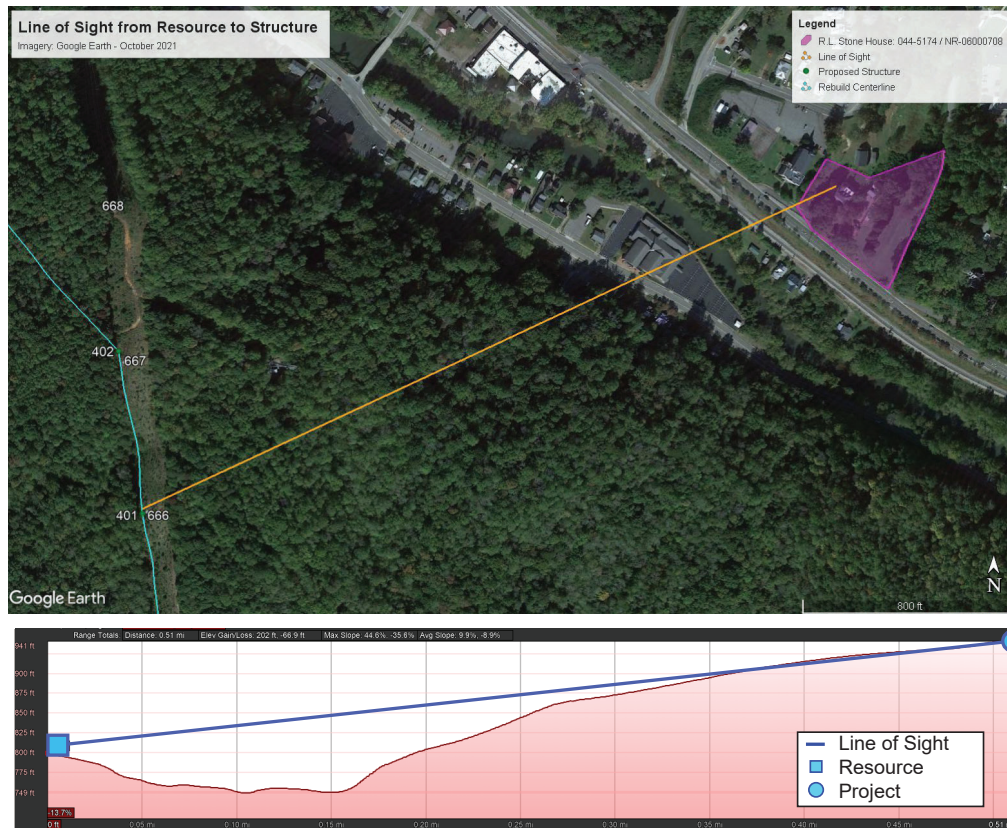 Line of Sight from Resource to Structure
Imagery: Google Earth - October 2021
Legend
R.L. Stone House: 044-5174 / NR-06000708
Line of Sight
Proposed Structure
Rebuild Centerline
668
402
667
401
666
Google Earth
N
800 ft
Range Totals Distance: 0.51 mi Elev Gain/Loss: 202 ft, -66.9 ft Max Slope: 44.6%, -35.6% Avg Slope: 9.9%, -8.9%
941 ft
900 ft
875 ft
850 ft
825 ft
800 ft
775 ft
749 ft
Line of Sight
Resource
Project
-13.7%
0 ft 0.05 mi 0.10 mi 0.15 mi 0.20 mi 0.25 mi 0.30 mi 0.35 mi 0.40 mi 0.45 mi